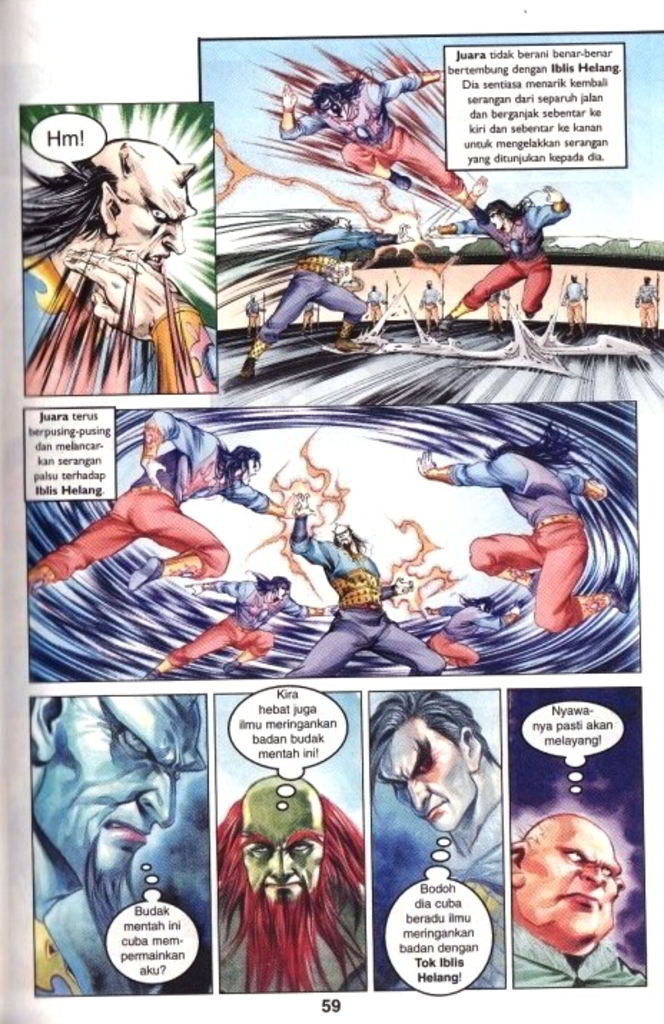 Hm!
Juara tidak berani benar-benar
bertembung dengan Iblis Helang.
Dia sentiasa menarik kembali
serangan dari separuh jalan
dan berganjak sebentar ke
kiri dan sebentar ke kanan
untuk mengelakkan serangan
yang ditunjukan kepada dia.
Juara terus
berpusing-pusing
dan melancar-
kan serangan
palsu terhadap
Iblis Helang.
Budak
mentah ini
cuba mem-
permainkan
aku?
Kira
hebat juga
ilmu meringankan
badan budak
mentah ini!
Bodoh
dia cuba
beradu ilmu
meringankan
badan dengan
Tok Iblis
Helang!
Nyawa-
nya pasti akan
melayang!
59